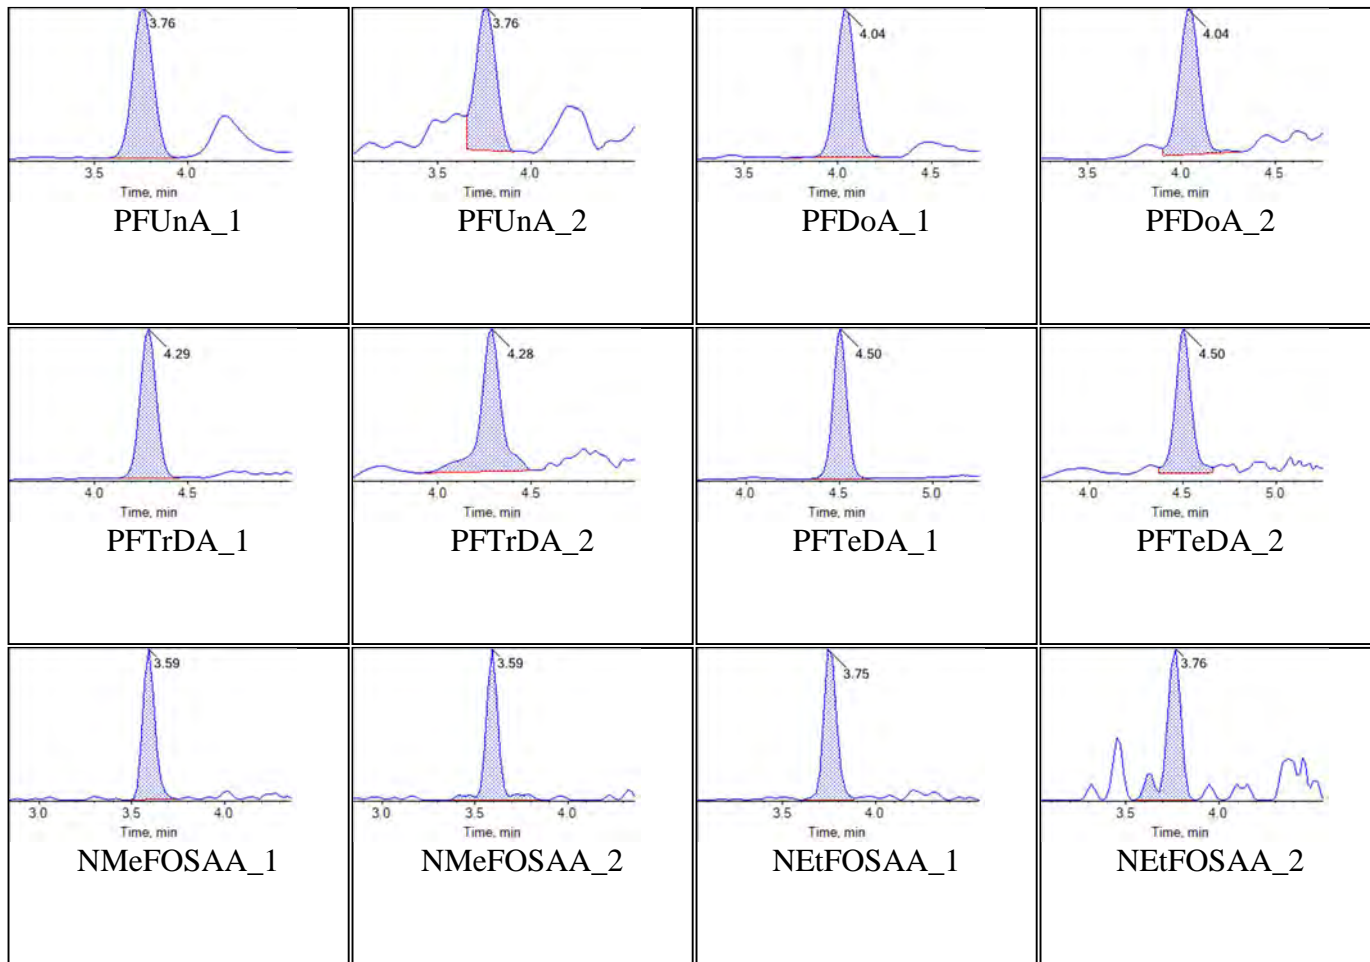 3.76
3.5 4.0
Time, min
PFUnA_1
3.76
3.5 4.0
Time, min
PFUnA_2
4.04
3.5 4.0 4.5
Time, min
PFDoA_1
4.04
3.5 4.0 4.5
Time, min
PFDoA_2
4.29
4.0 4.5
Time, min
PFTrDA_1
4.28
4.0 4.5
Time, min
PFTrDA_2
4.50
4.0 4.5 5.0
Time, min
PFTeDA_1
4.50
4.0 4.5 5.0
Time, min
PFTeDA_2
3.59
3.0 3.5 4.0
Time, min
NMeFOSAA_1
3.59
3.0 3.5 4.0
Time, min
NMeFOSAA_2
3.75
3.5 4.0
Time, min
NEtFOSAA_1
3.76
3.5 4.0
Time, min
NEtFOSAA_2